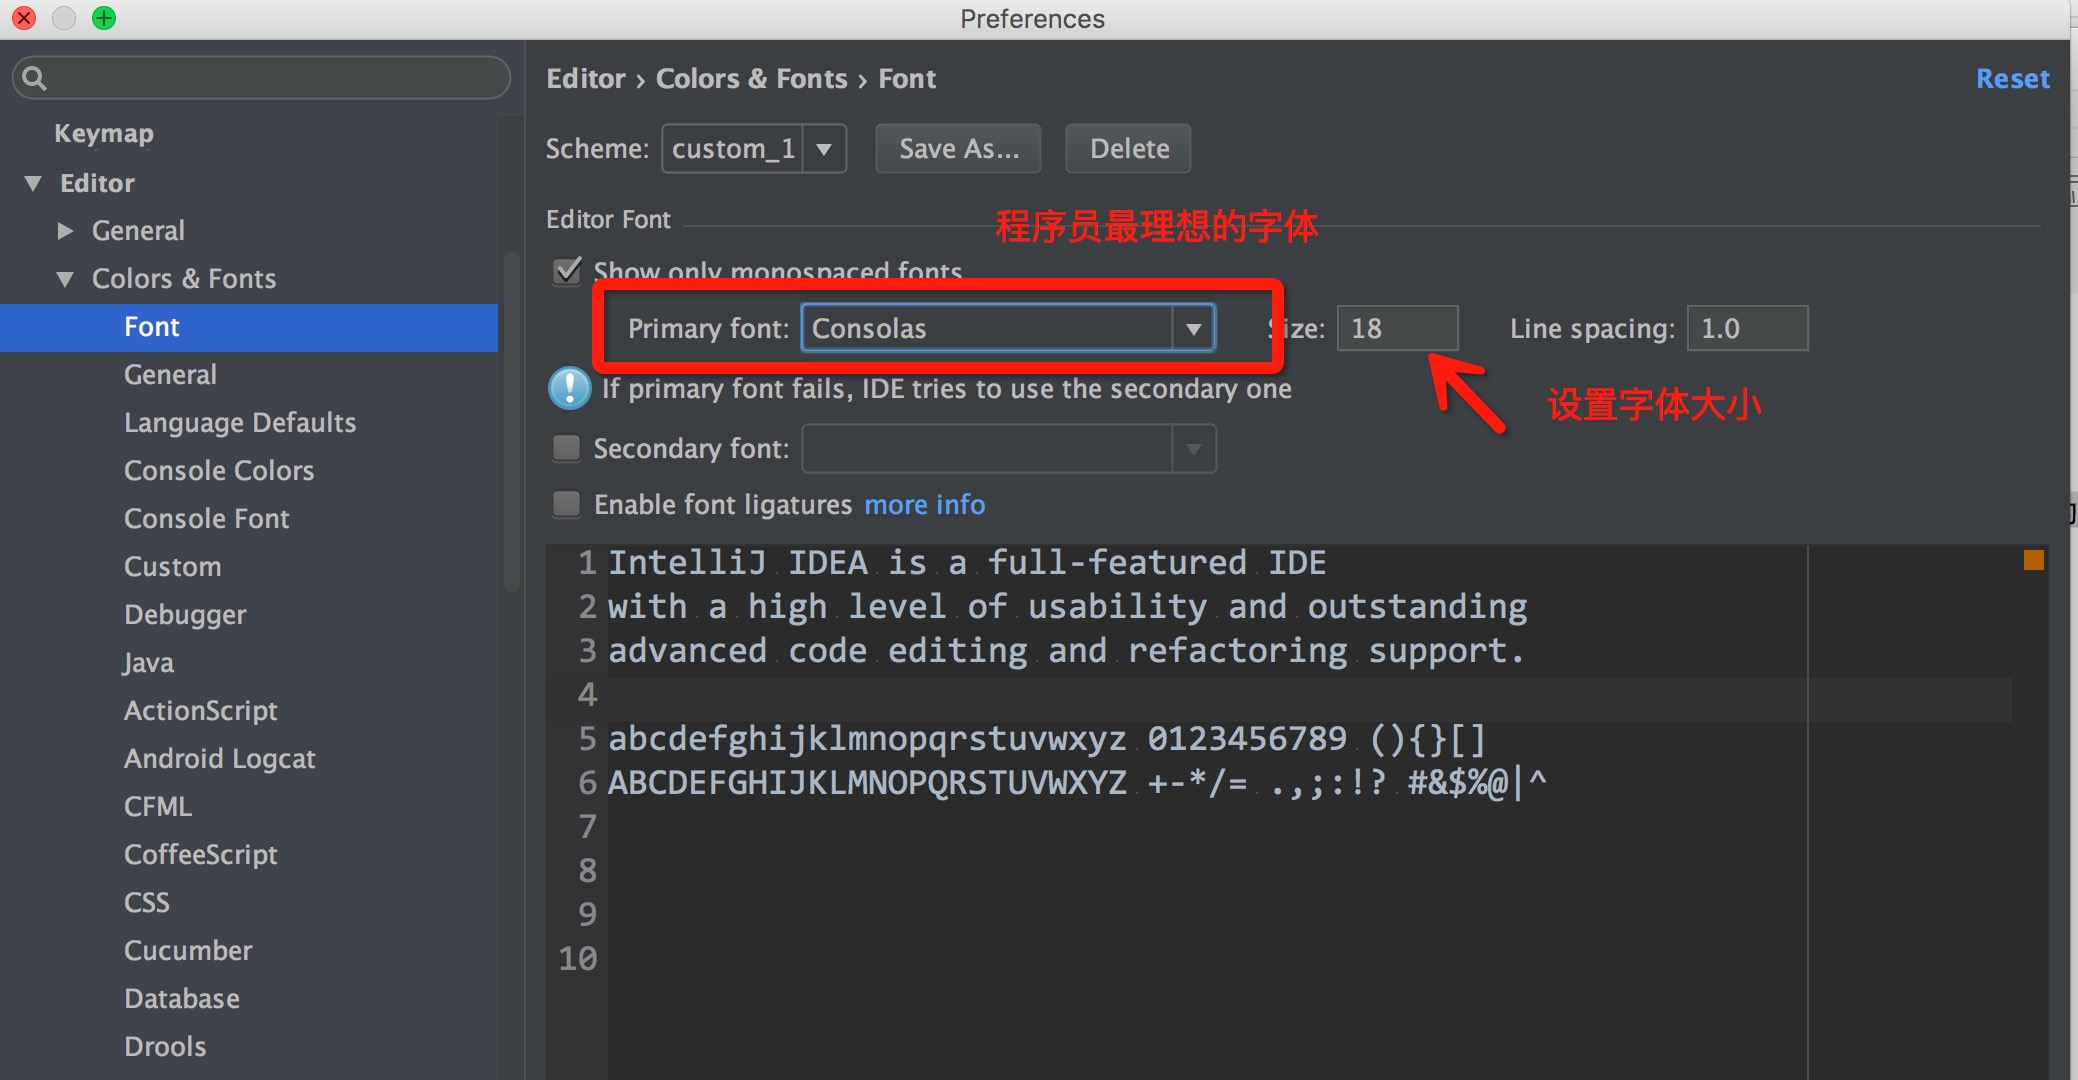 Preferences
Keymap
Editor
General
Colors & Fonts
Font
General
Language Defaults
Console Colors
Console Font
Custom
Debugger
Java
ActionScript
Android Logcat
CFML
CoffeeScript
CSS
Cucumber
Database
Drools
Editor › Colors & Fonts › Font
Reset
Scheme: custom_1 Save As... Delete
Editor Font
程序员最理想的字体
Show only monospaced fonts
Primary font: Consolas Size: 18 Line spacing: 1.0
If primary font fails, IDE tries to use the secondary one
设置字体大小
Secondary font:
Enable font ligatures more info
1 IntelliJ IDEA is a full-featured IDE
2 with a high level of usability and outstanding
3 advanced code editing and refactoring support.
4
5 abcdefghijklmnopqrstuvwxyz 0123456789 (){}[]
6 ABCDEFGHIJKLMNOPQRSTUVWXYZ +-*/= .,;:!? #&$%@|^
7
8
9
10